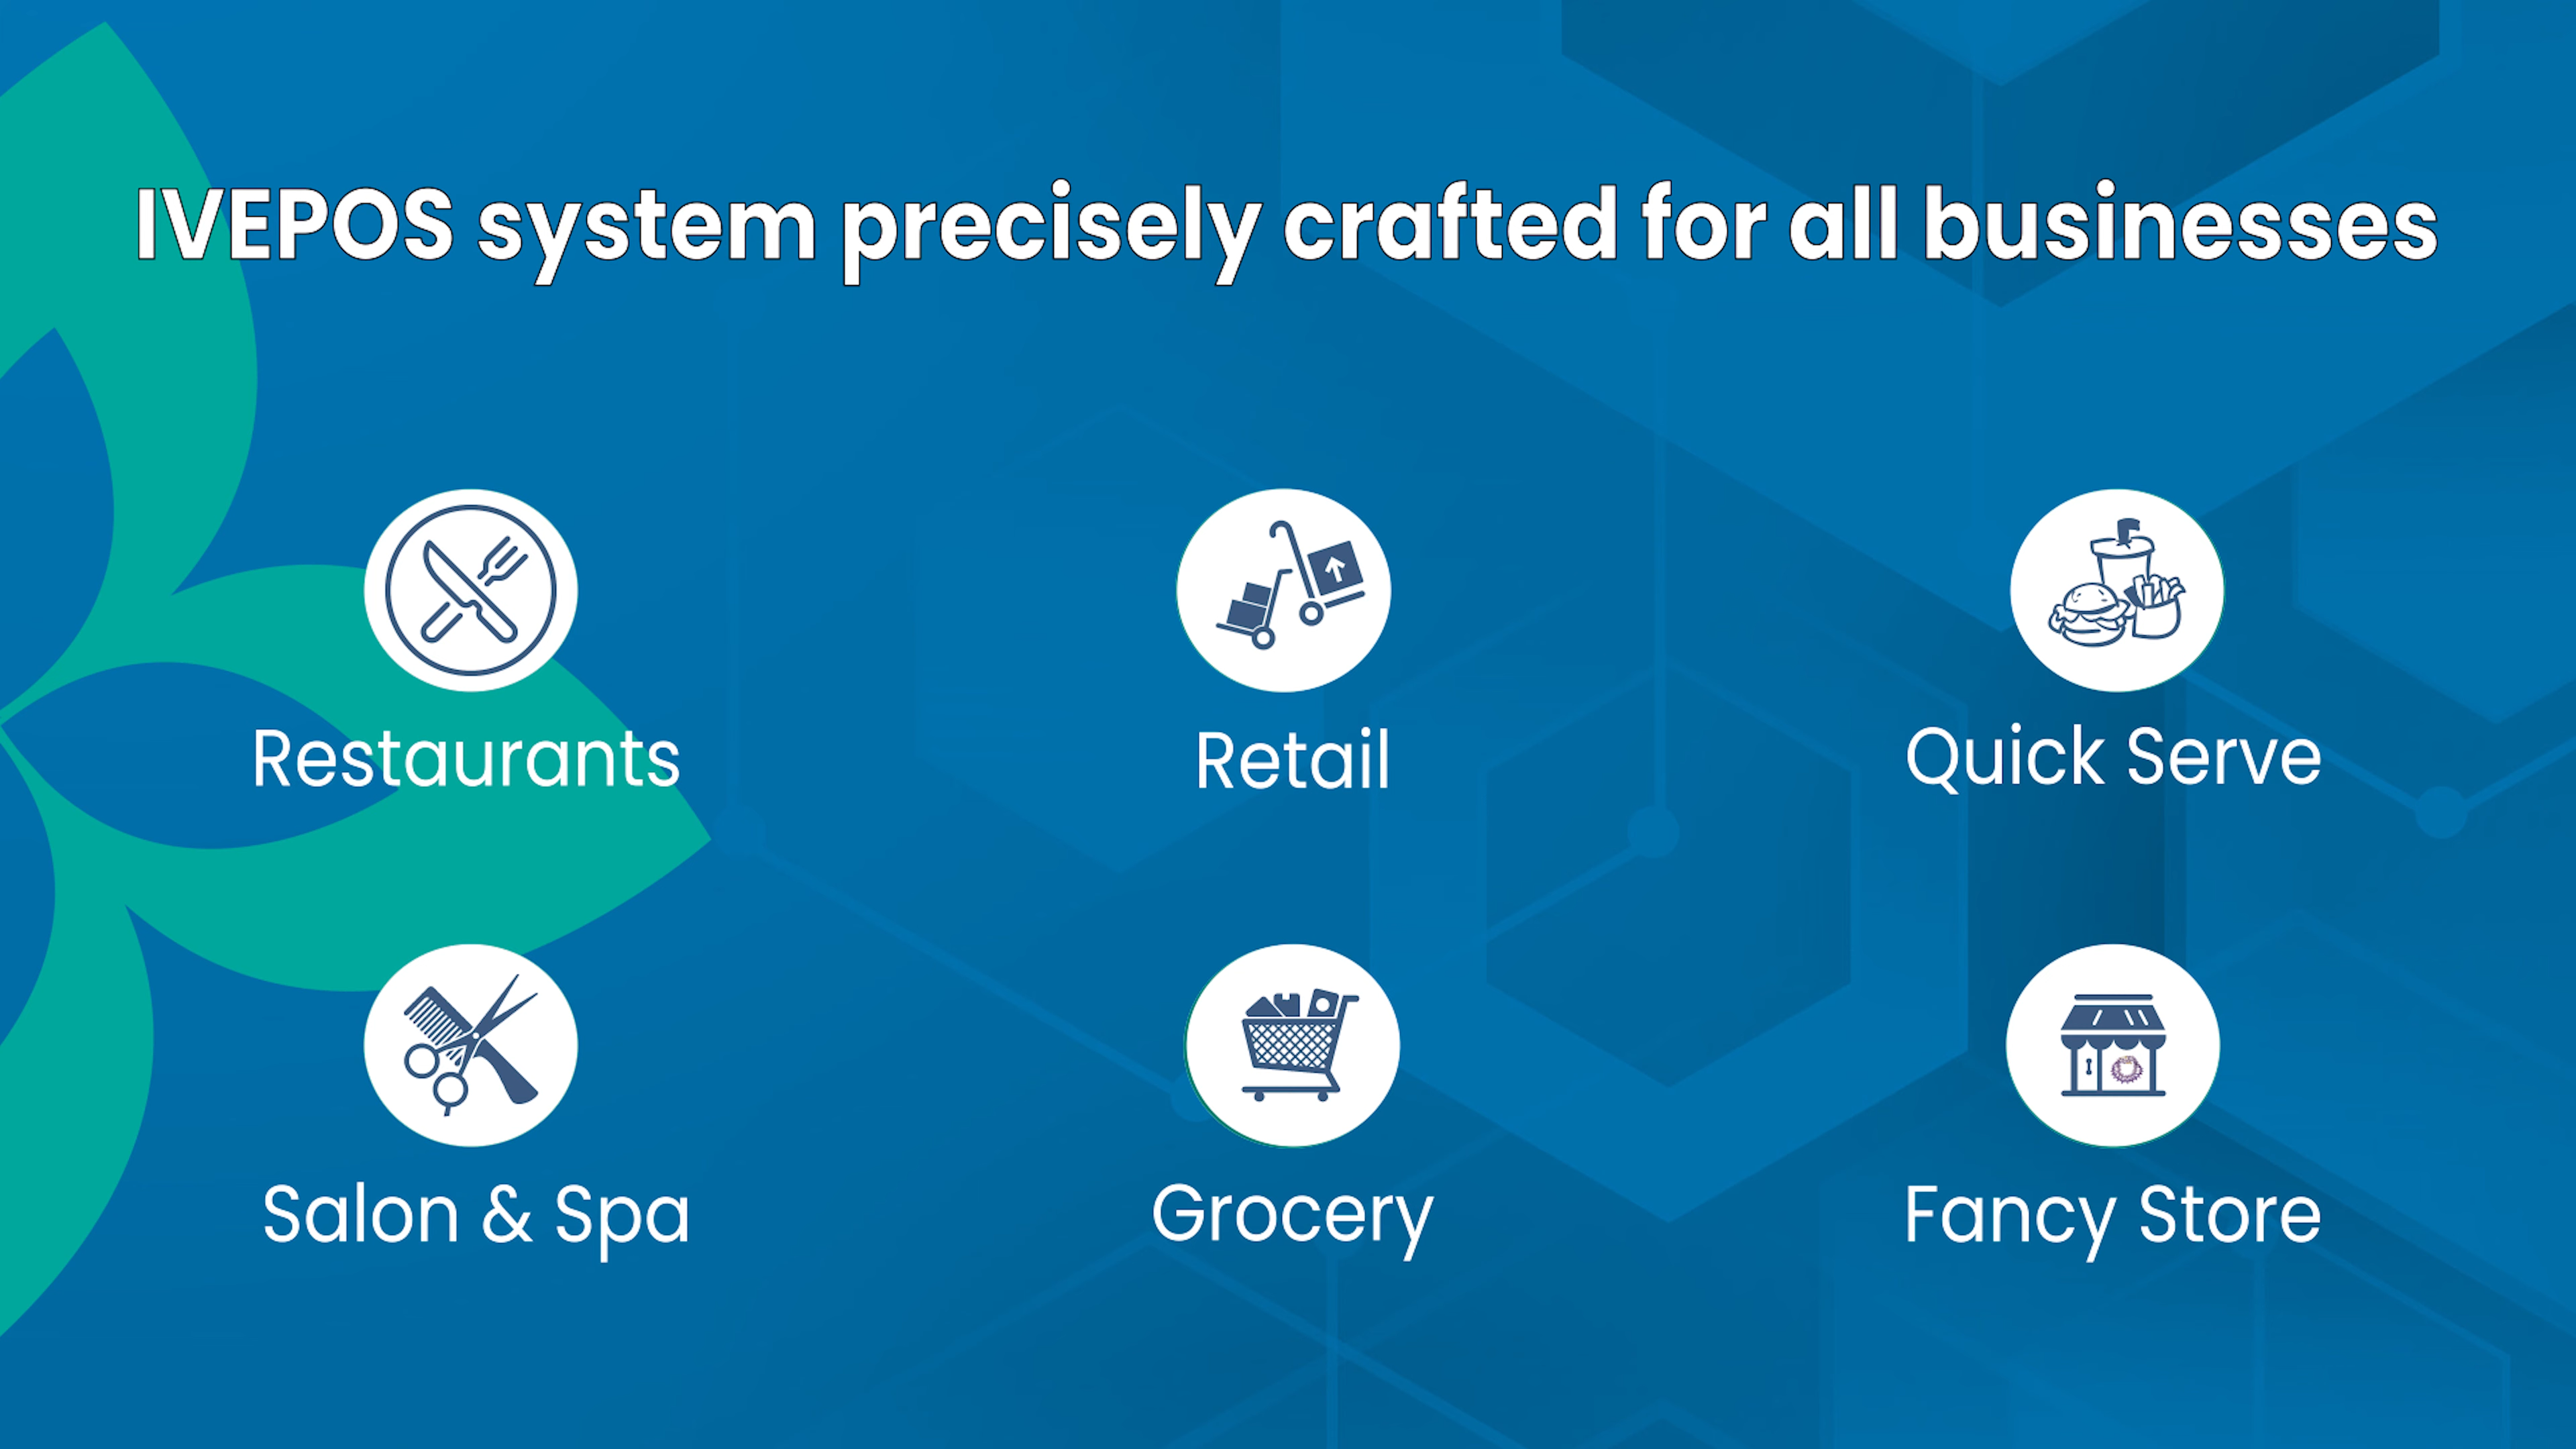 IVEPOS system precisely crafted for all businesses
Restaurants
Retail
Quick Serve
Salon & Spa
Grocery
Fancy Store